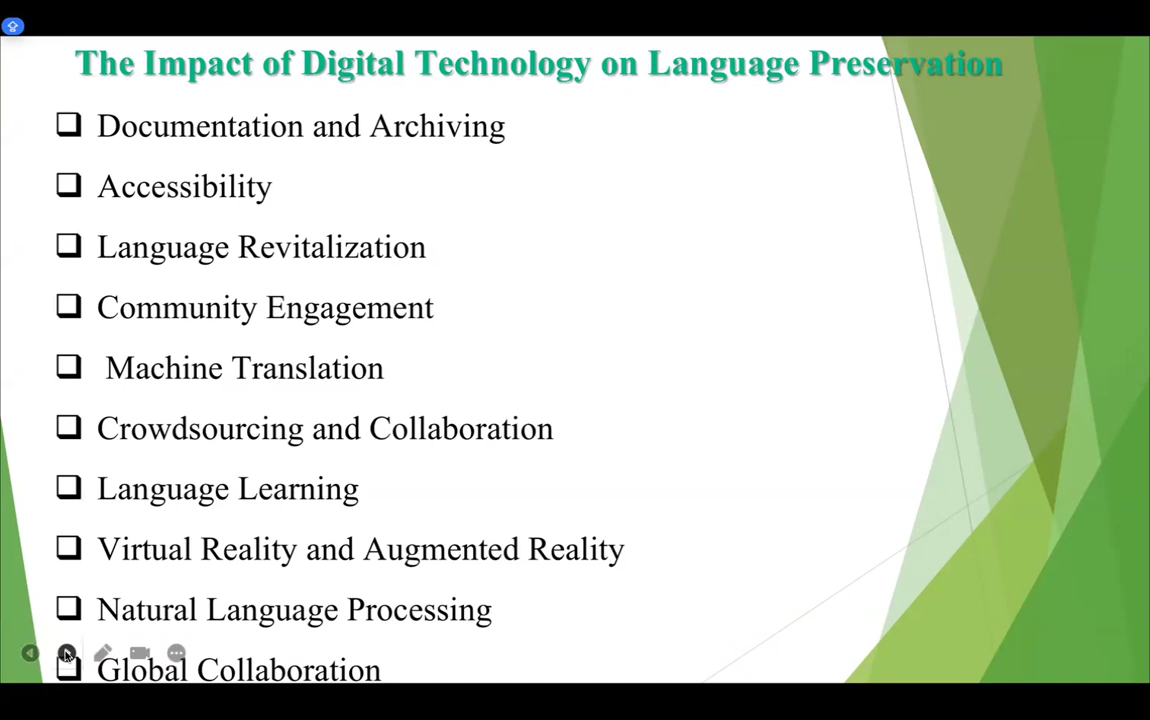 The Impact of Digital Technology on Language Preservation
Documentation and Archiving
Accessibility
Language Revitalization
Community Engagement
Machine Translation
Crowdsourcing and Collaboration
Language Learning
Virtual Reality and Augmented Reality
Natural Language Processing
Global Collaboration